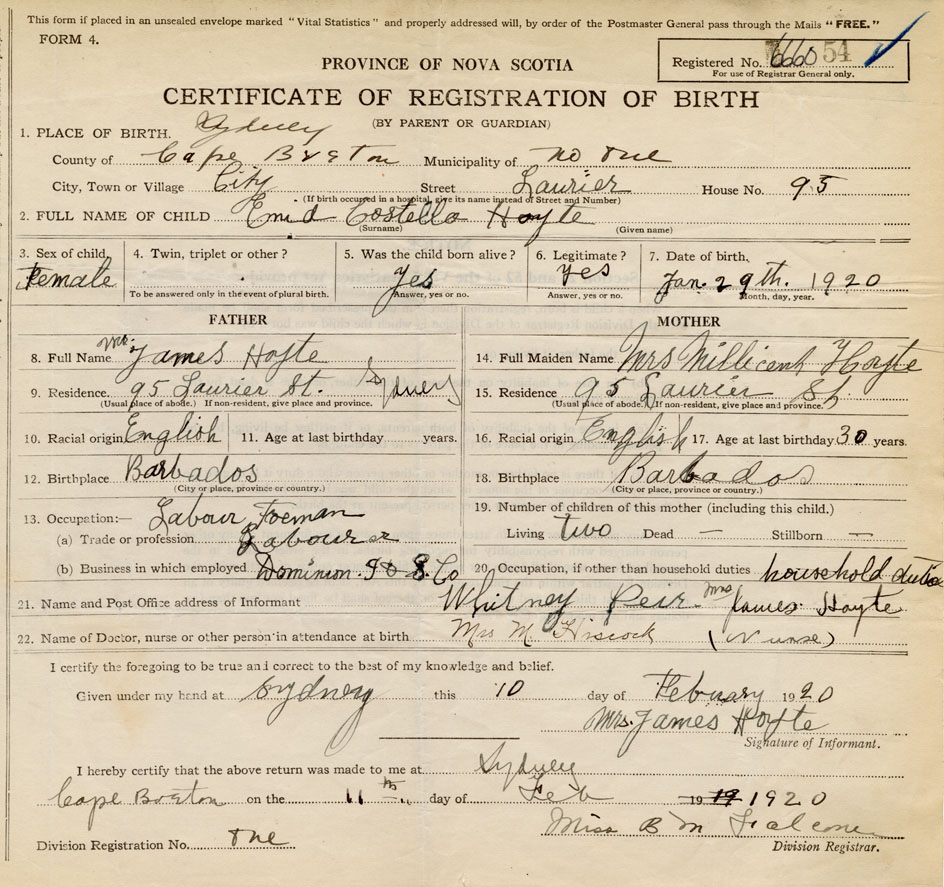 This form if placed in an unsealed envelope marked "Vital Statistics" and properly addressed will, by order of the Postmaster General pass through the Mails "FREE."
FORM 4.
Registered No. 666054
For use of Registrar General only.
PROVINCE OF NOVA SCOTIA
CERTIFICATE OF REGISTRATION OF BIRTH
(BY PARENT OR GUARDIAN)
1. PLACE OF BIRTH. Sydney
County of Cape Breton Municipality of no one
City, Town or Village City Street Laurier House No. 95
(If birth occurred in a hospital, give its name instead of Street and Number)
2. FULL NAME OF CHILD Enid Costello Hoyte
(Surname) (Given name)
3. Sex of child. Female 4. Twin, triplet or other? 5. Was the child born alive? Yes 6. Legitimate? yes 7. Date of birth. Jan. 29th. 1920
To be answered only in the event of plural birth. Answer, yes or no. Answer, yes or no. Month, day, year.
FATHER
8. Full Name Mr. James Hoyte
9. Residence. 95 Laurier St. Sydney
(Usual place of abode.) If non-resident, give place and province.
10. Racial origin English 11. Age at last birthday years.
12. Birthplace Barbados
(City or place, province or country.)
13. Occupation:— Labour Foeman
(a) Trade or profession Labourer
(b) Business in which employed Dominion. I & S. Co
MOTHER
14. Full Maiden Name Mrs Millicent Hoyte
15. Residence 95 Laurier St.
(Usual place of abode.) If non-resident, give place and province.
16. Racial origin English 17. Age at last birthday 30 years.
18. Birthplace Barbados
(City or place, province or country.)
19. Number of children of this mother (including this child.)
Living two Dead — Stillborn —
20. Occupation, if other than household duties household duties
21. Name and Post Office address of Informant Whitney Peir Mrs James Hoyte
22. Name of Doctor, nurse or other person in attendance at birth Mrs M Hiscock (Nurse)
I certify the foregoing to be true and correct to the best of my knowledge and belief.
Given under my hand at Sydney this 10 day of February 1920
Mrs. James Hoyte
Signature of Informant.
I hereby certify that the above return was made to me at Sydney
Cape Breton on the 11th day of Feb 19 19 1920
Miss B M Falconer
Division Registration No. one
Division Registrar.